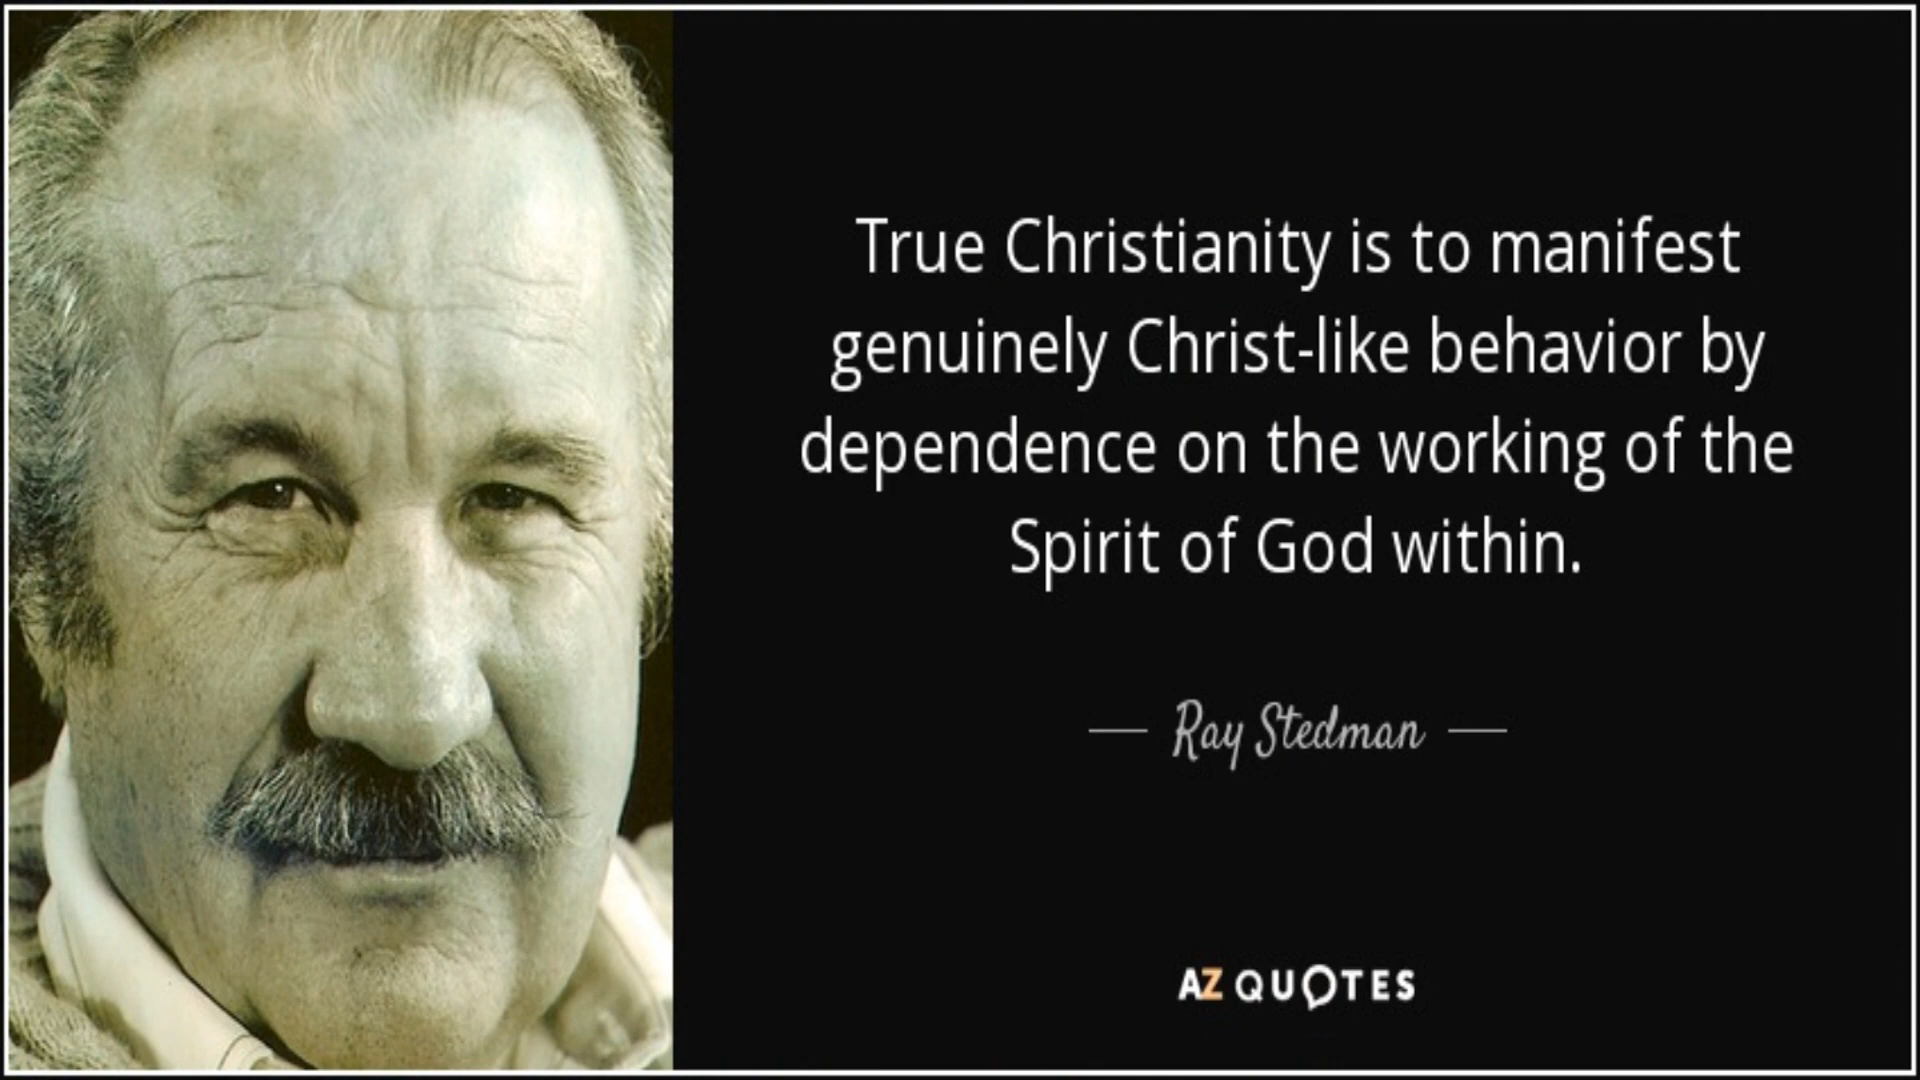 True Christianity is to manifest
genuinely Christ-like behavior by
dependence on the working of the
Spirit of God within.
Ray Stedman
AZ QUOTES